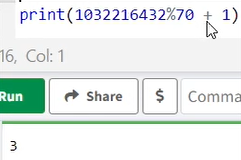 print(1032216432%70 + 1)
16, Col: 1
Run
Share
$
Comma
3